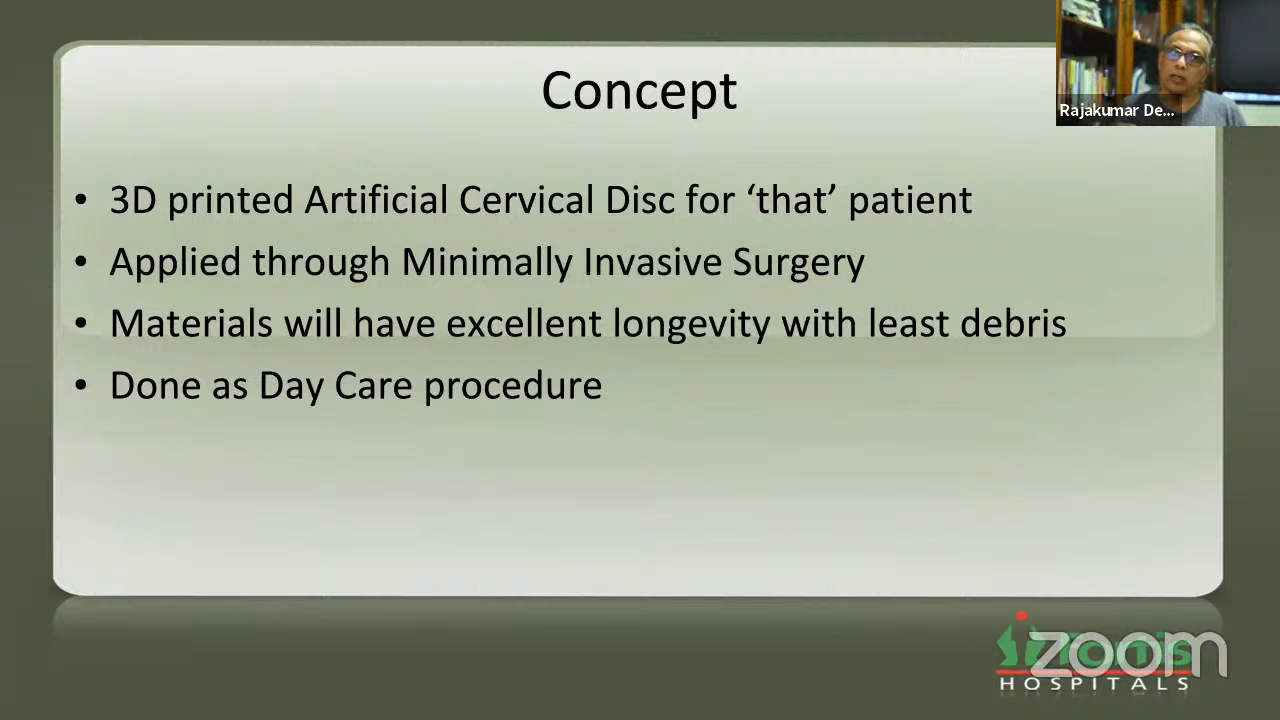 Concept
Rajakumar De...
• 3D printed Artificial Cervical Disc for ‘that’ patient
• Applied through Minimally Invasive Surgery
• Materials will have excellent longevity with least debris
• Done as Day Care procedure
zoom
HOSPITALS